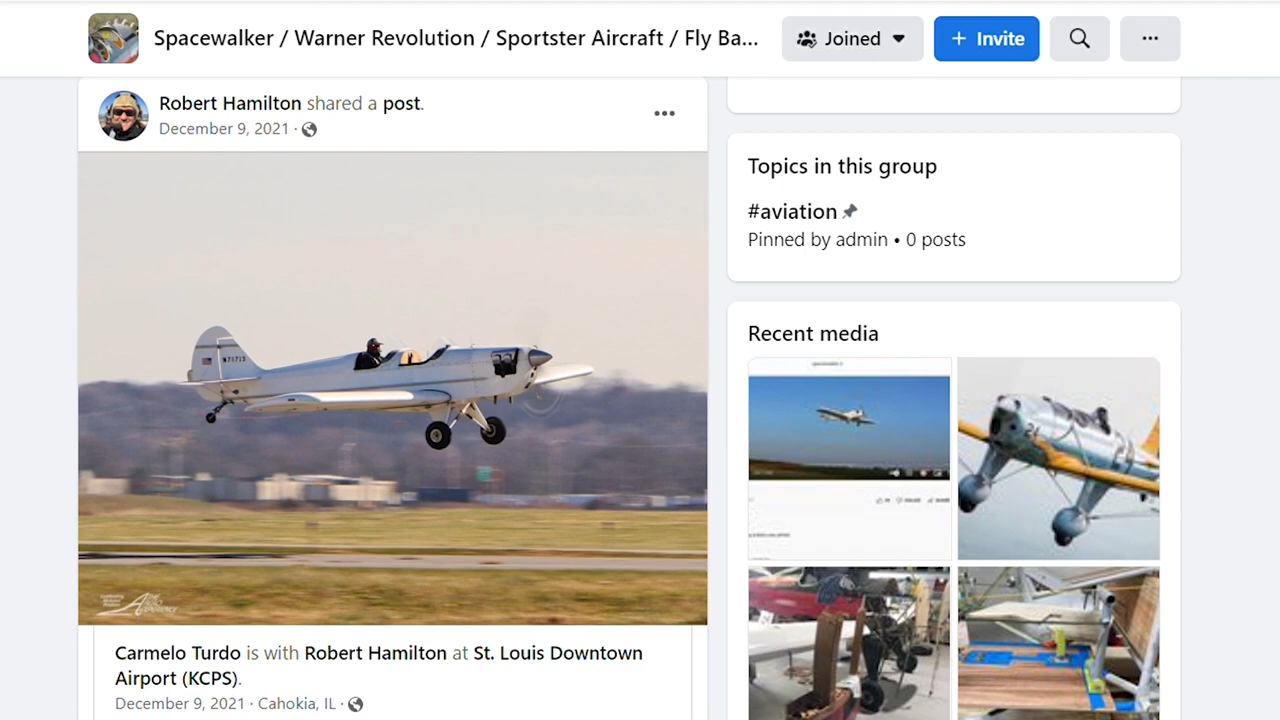 Spacewalker / Warner Revolution / Sportster Aircraft / Fly Ba...
Joined
+ Invite
Robert Hamilton shared a post.
December 9, 2021 ·
Topics in this group
#aviation
Pinned by admin • 0 posts
Recent media
Carmelo Turdo is with Robert Hamilton at St. Louis Downtown
Airport (KCPS).
December 9, 2021 · Cahokia, IL ·